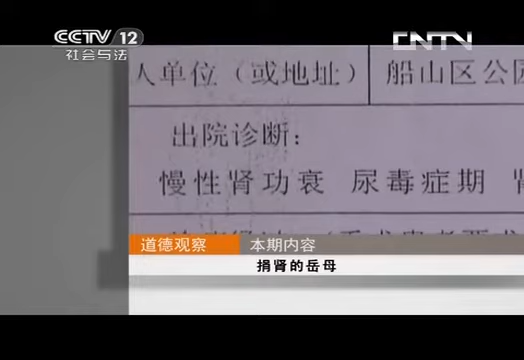 CCTV 12
社会与法
CNTV
人单位（或地址） 船山区公
出院诊断：
慢性肾功衰 尿毒症期
道德观察 本期内容
捐肾的岳母